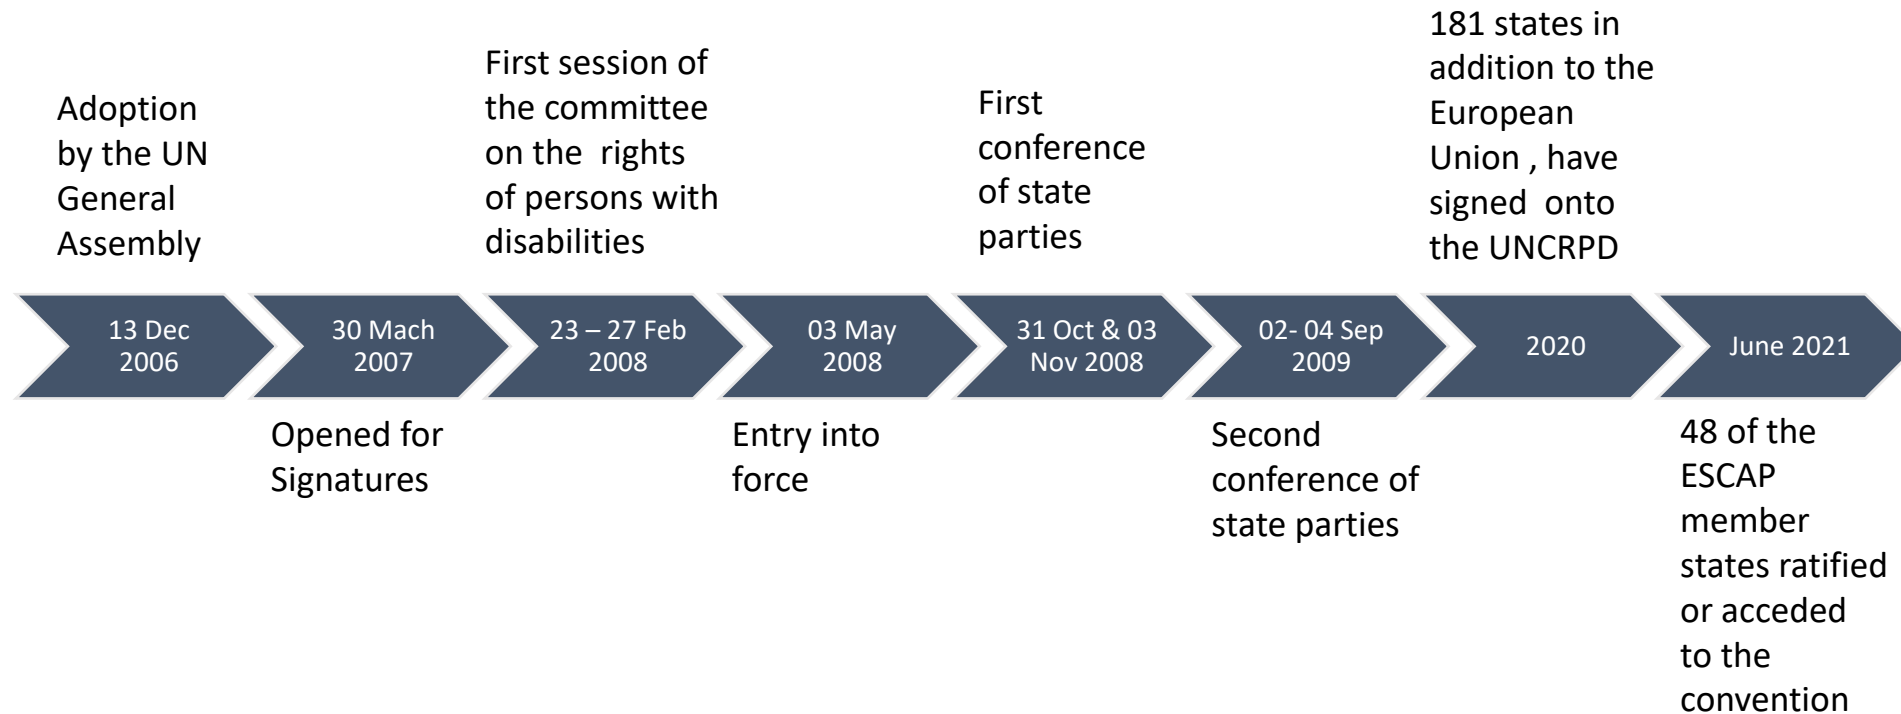 Adoption
by the UN
General
Assembly
First session of
the committee
on the  rights
of persons with
disabilities
First
conference
of state
parties
181 states in
addition to the
European
Union , have
signed  onto
the UNCRPD
13 Dec
2006
30 Mach
2007
23 – 27 Feb
2008
03 May
2008
31 Oct & 03
Nov 2008
02- 04 Sep
2009
2020
June 2021
Opened for
Signatures
Entry into
force
Second
conference of
state parties
48 of the
ESCAP
member
states ratified
or acceded
to the
convention